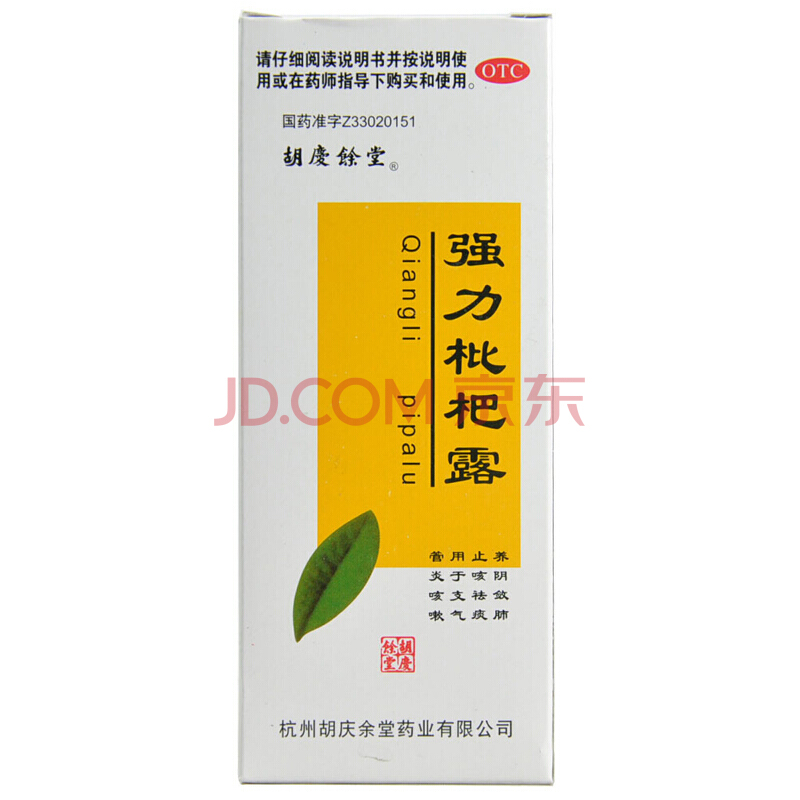 请仔细阅读说明书并按说明使
用或在药师指导下购买和使用。
OTC
国药准字Z33020151
胡慶餘堂®
强力枇杷露
Qiangli pipalu
JD.COM 京东
养阴敛肺
止咳祛痰
用于支气
管炎咳嗽
胡慶
餘堂
杭州胡庆余堂药业有限公司